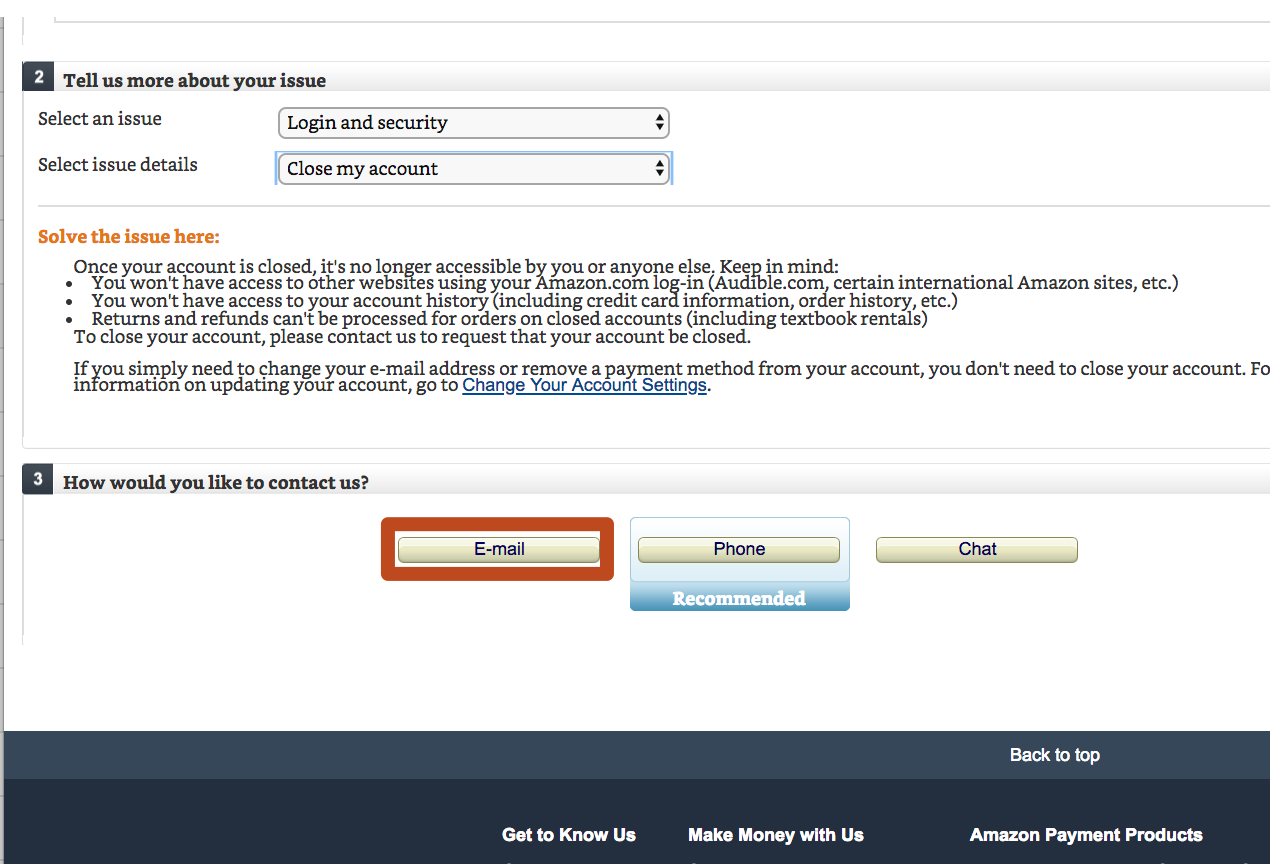 2 Tell us more about your issue
Select an issue Login and security
Select issue details Close my account
Solve the issue here:
Once your account is closed, it's no longer accessible by you or anyone else. Keep in mind:
• You won't have access to other websites using your Amazon.com log-in (Audible.com, certain international Amazon sites, etc.)
• You won't have access to your account history (including credit card information, order history, etc.)
• Returns and refunds can't be processed for orders on closed accounts (including textbook rentals)
To close your account, please contact us to request that your account be closed.
If you simply need to change your e-mail address or remove a payment method from your account, you don't need to close your account. Fo
information on updating your account, go to Change Your Account Settings.
3 How would you like to contact us?
E-mail Phone Chat
Recommended
Back to top
Get to Know Us Make Money with Us Amazon Payment Products